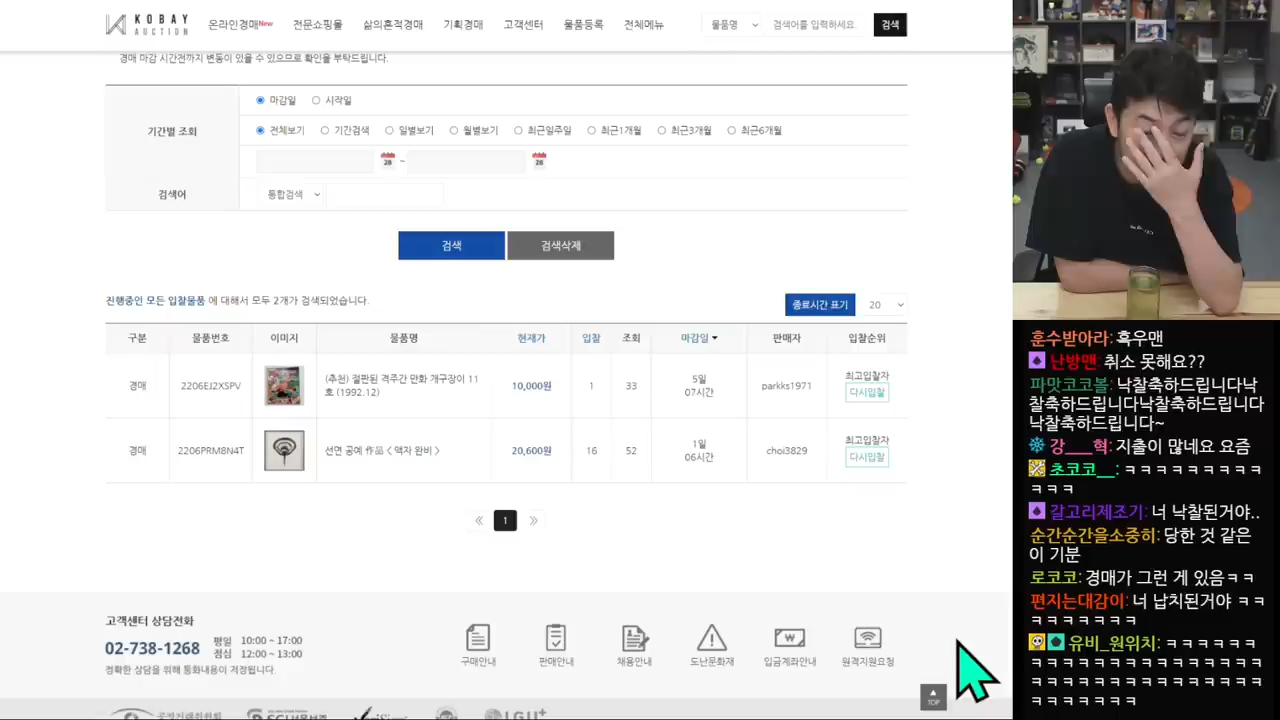 KOBAY
AUCTION
온라인경매New 전문쇼핑몰 삶의흔적경매 기획경매 고객센터 물품등록 전체메뉴
물품명 검색어를 입력하세요. 검색
경매 마감 시간전까지 변동이 있을 수 있으므로 확인을 부탁드립니다.
기간별 조회
마감일 시작일
전체보기 기간검색 일별보기 월별보기 최근일주일 최근1개월 최근3개월 최근6개월
28 ~ 28
검색어 통합검색
검색 검색삭제
진행중인 모든 입찰물품 에 대해서 모두 2개가 검색되었습니다.
종료시간 표기 20
구분 물품번호 이미지 물품명 현재가 입찰 조회 마감일 판매자 입찰순위
경매 2206EJ2XSPV (추천) 절판된 격주간 만화 개구장이 11
호 (1992.12) 10,000원 1 33 5일
07시간 parkks1971 최고입찰자
다시입찰
경매 2206PRM8N4T 선면 공예 作品 < 액자 완비 > 20,600원 16 52 1일
06시간 choi3829 최고입찰자
다시입찰
1
고객센터 상담전화
02-738-1268 평일 10:00 ~ 17:00
점심 12:00 ~ 13:00
정확한 상담을 위해 통화내용이 저장됩니다.
구매안내 판매안내 채용안내 도난문화재 입금계좌안내 원격지원요청
TOP
공정거래위원회
LGU+
훈수받아라: 흑우맨
난방맨: 취소 못해요??
파맛코코볼: 낙찰축하드립니다낙
찰축하드립니다낙찰축하드립니다
낙찰축하드립니다~
강___혁: 지출이 많네요 요즘
초코코__: ㅋㅋㅋㅋㅋㅋㅋㅋㅋ
ㅋㅋㅋ
갈고리제조기: 너 낙찰된거야..
순간순간을소중히: 당한 것 같은
이 기분
로코코: 경매가 그런 게 있음ㅋㅋ
편지는대감이: 너 납치된거야 ㅋㅋ
ㅋㅋㅋㅋㅋㅋㅋ
유비_원위치: ㅋㅋㅋㅋㅋㅋ
ㅋㅋㅋㅋㅋㅋㅋㅋㅋㅋㅋㅋㅋㅋ
ㅋㅋㅋㅋㅋㅋㅋㅋㅋㅋㅋㅋㅋㅋ
ㅋㅋㅋㅋㅋㅋㅋ